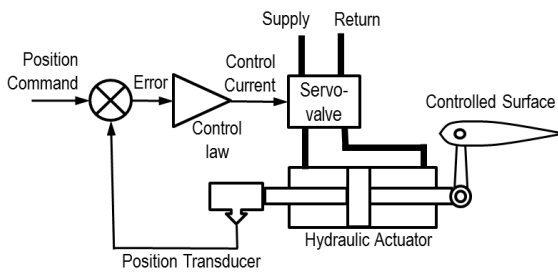 Supply
Return
Position
Command
Error
Control
Current
Control
law
Servo-
valve
Controlled Surface
Hydraulic Actuator
Position Transducer